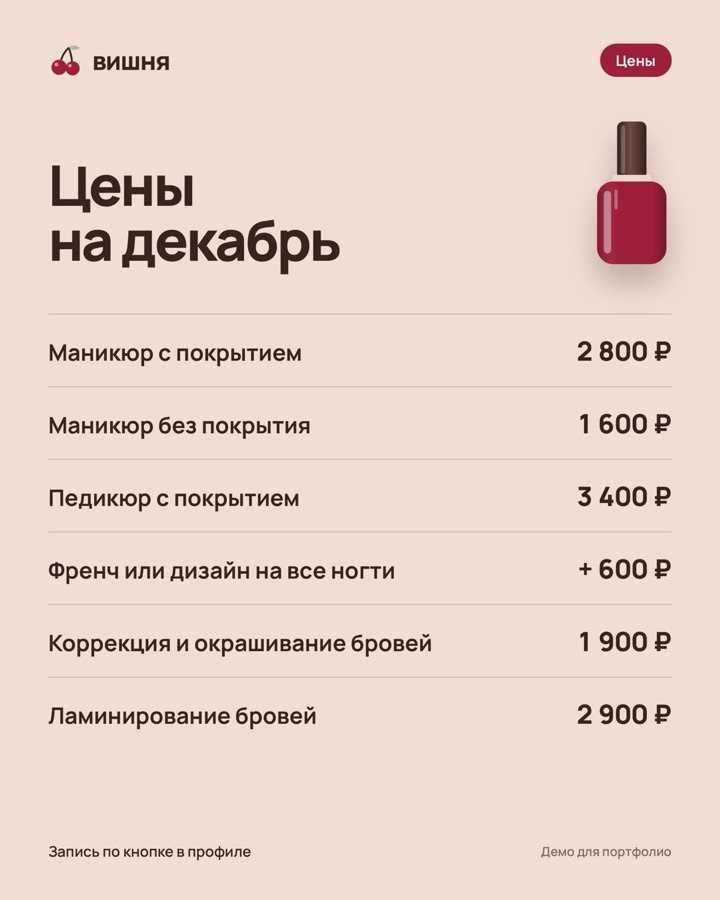 ВИШНЯ
Цены
Цены
на декабрь
Маникюр с покрытием 2 800 ₽
Маникюр без покрытия 1 600 ₽
Педикюр с покрытием 3 400 ₽
Френч или дизайн на все ногти + 600 ₽
Коррекция и окрашивание бровей 1 900 ₽
Ламинирование бровей 2 900 ₽
Запись по кнопке в профиле
Демо для портфолио